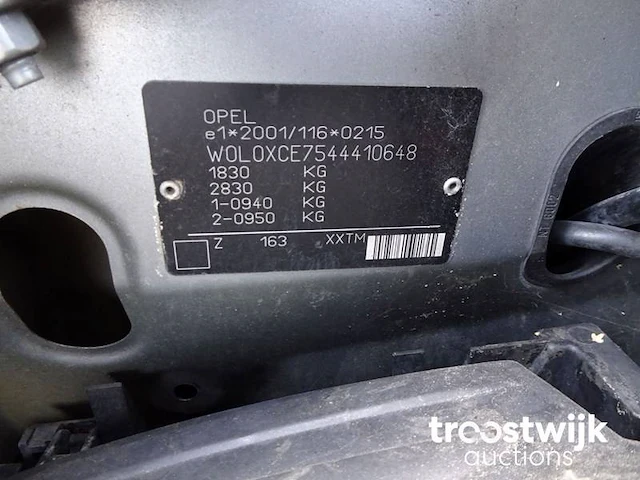 OPEL
e1*2001/116*0215
W0L0XCE7544410648
1830 KG
2830 KG
1-0940 KG
2-0950 KG
Z 163 XXTM
troostwijk
auctions